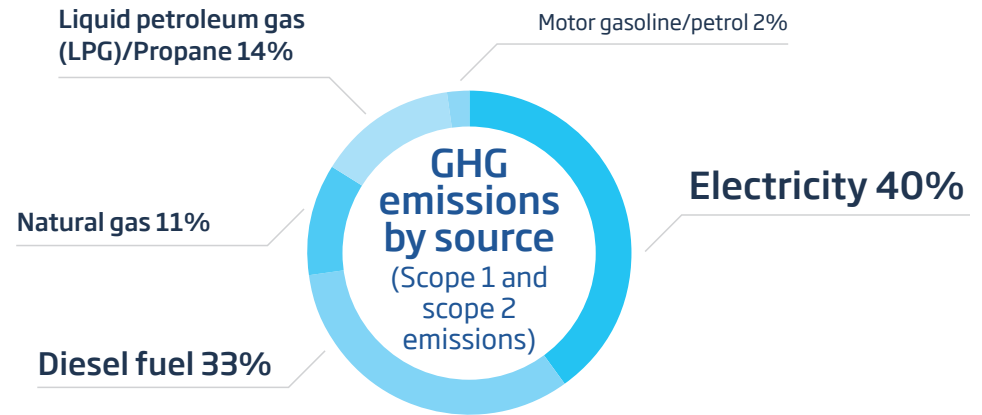 Liquid petroleum gas
(LPG)/Propane 14%
Motor gasoline/petrol 2%
GHG
emissions
by source
(Scope 1 and
scope 2
emissions)
Electricity 40%
Natural gas 11%
Diesel fuel 33%